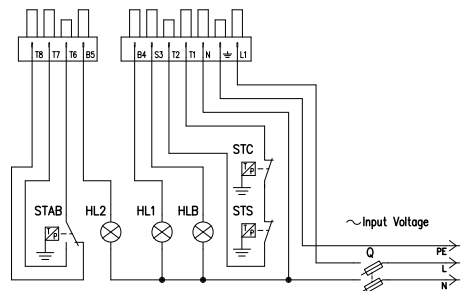 T8 T7 T6 B5 B4 S3 T2 T1 N L1
STC
T P
STAB HL2 HL1 HLB STS
T P T P
~Input Voltage
Q PE
L
N